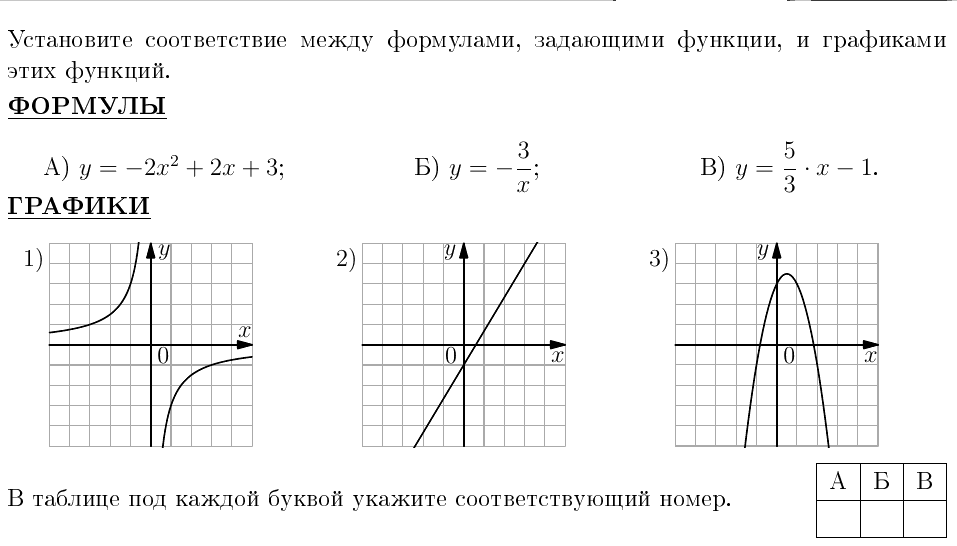 Установите соответствие между формулами, задающими функции, и графиками
этих функций.
ФОРМУЛЫ
А) y = −2x² + 2x + 3; Б) y = −3/x; В) y = 5/3 · x − 1.
ГРАФИКИ
1) y x 0 2) y x 0 3) y x 0
А Б В
В таблице под каждой буквой укажите соответствующий номер.